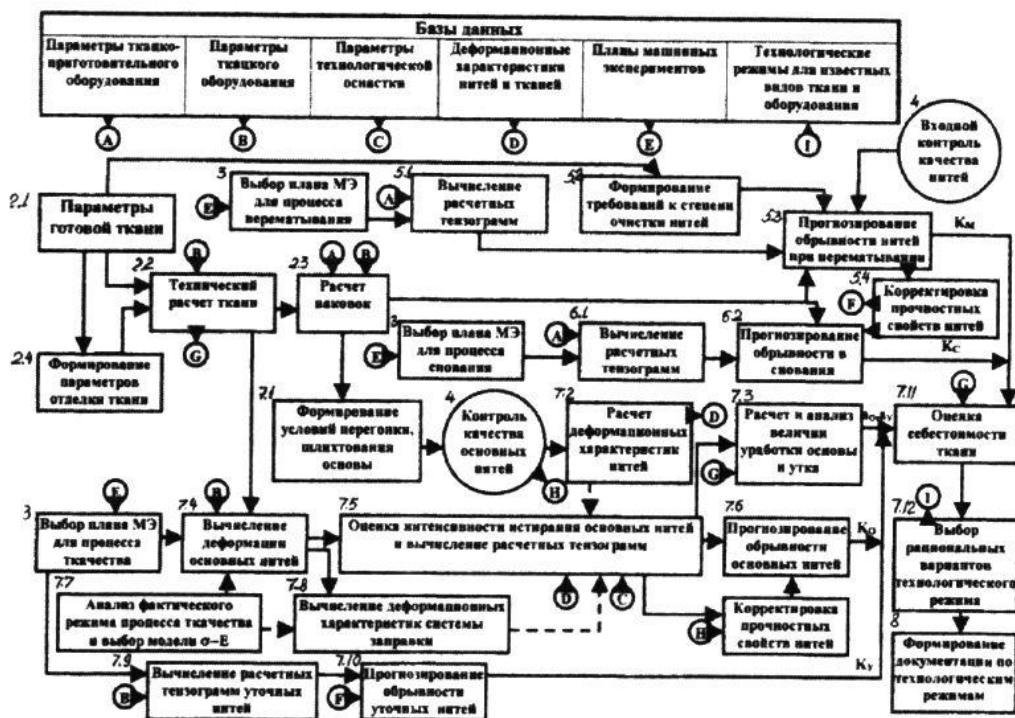 Базы данных
Параметры ткацко-
приготовительного
оборудования
Параметры
ткацкого
оборудования
Параметры
технологической
оснастки
Деформационные
характеристики
нитей и тканей
Планы машинных
экспериментов
Технологические
режимы для известных
видов ткани и
оборудования
A
B
C
D
E
I
4
Входной
контроль
качества
нитей
2.1
Параметры
готовой ткани
3
E
Выбор плана МЭ
для процесса
перематывания
5.1
A
Вычисление
расчетных
тензограмм
5.2
Формирование
требований к степени
очистки нитей
5.3
Прогнозирование
обрывности нитей
при перематывании
Kм
2.2
B
Технический
расчет ткани
G
2.3
A
B
Расчет
паковок
5.4
F
Корректировка
прочностных
свойств нитей
2.4
Формирование
параметров
отделки ткани
3
E
Выбор плана МЭ
для процесса
снования
6.1
A
Вычисление
расчетных
тензограмм
6.2
Прогнозирование
обрывности в
сновании
Kс
7.1
Формирование
условий перегонки,
шлихтования
основы
4
Контроль
качества
основных
нитей
H
7.2
Расчет
деформационных
характеристик
нитей
D
7.3
Расчет и анализ
величин
уработки основы
и утка
G
7.11
G
Оценка
себестоимости
ткани
3
Выбор плана МЭ
для процесса
ткачества
7.4
B
Вычисление
деформации
основных нитей
7.5
Оценка интенсивности истирания основных нитей
и вычисление расчетных тензограмм
D
C
7.6
Прогнозирование
обрывности
основных нитей
Kо
7.12
I
Выбор
рациональных
вариантов
технологического
режима
7.7
Анализ фактического
режима процесса ткачества
и выбор модели σ–E
7.8
Вычисление деформационных
характеристик системы
заправки
H
Корректировка
прочностных
свойств нитей
8
Формирование
документации по
технологическим
режимам
7.9
B
Вычисление расчетных
тензограмм уточных
нитей
7.10
F
Прогнозирование
обрывности
уточных нитей
Kу